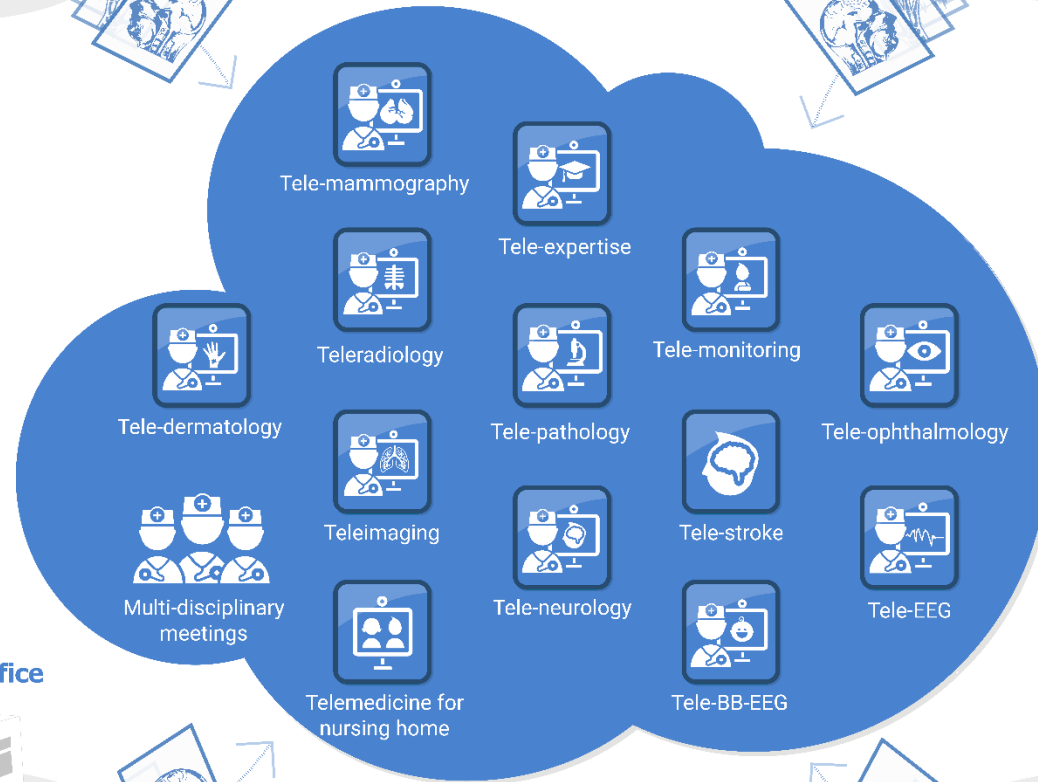 Tele-mammography
Tele-expertise
Teleradiology
Tele-monitoring
Tele-dermatology
Tele-pathology
Tele-ophthalmology
Teleimaging
Tele-stroke
Multi-disciplinary
meetings
Tele-neurology
Tele-EEG
Telemedicine for
nursing home
Tele-BB-EEG
fice